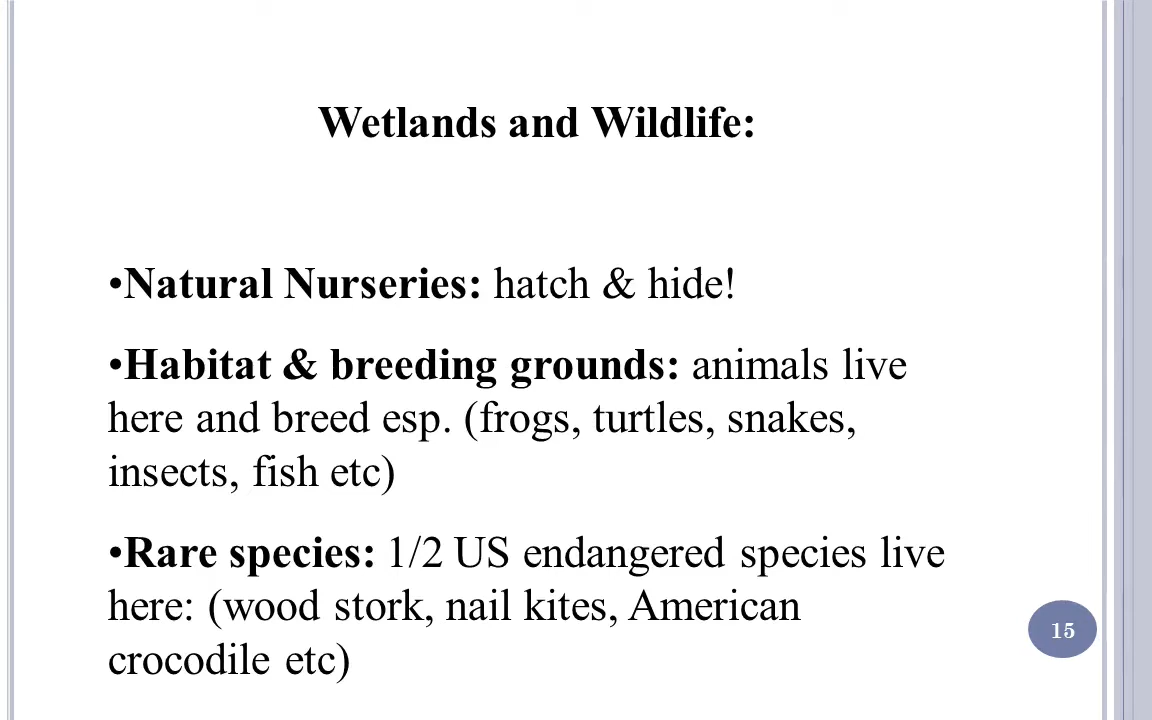 Wetlands and Wildlife:
•Natural Nurseries: hatch & hide!
•Habitat & breeding grounds: animals live
here and breed esp. (frogs, turtles, snakes,
insects, fish etc)
•Rare species: 1/2 US endangered species live
here: (wood stork, nail kites, American
crocodile etc)
15